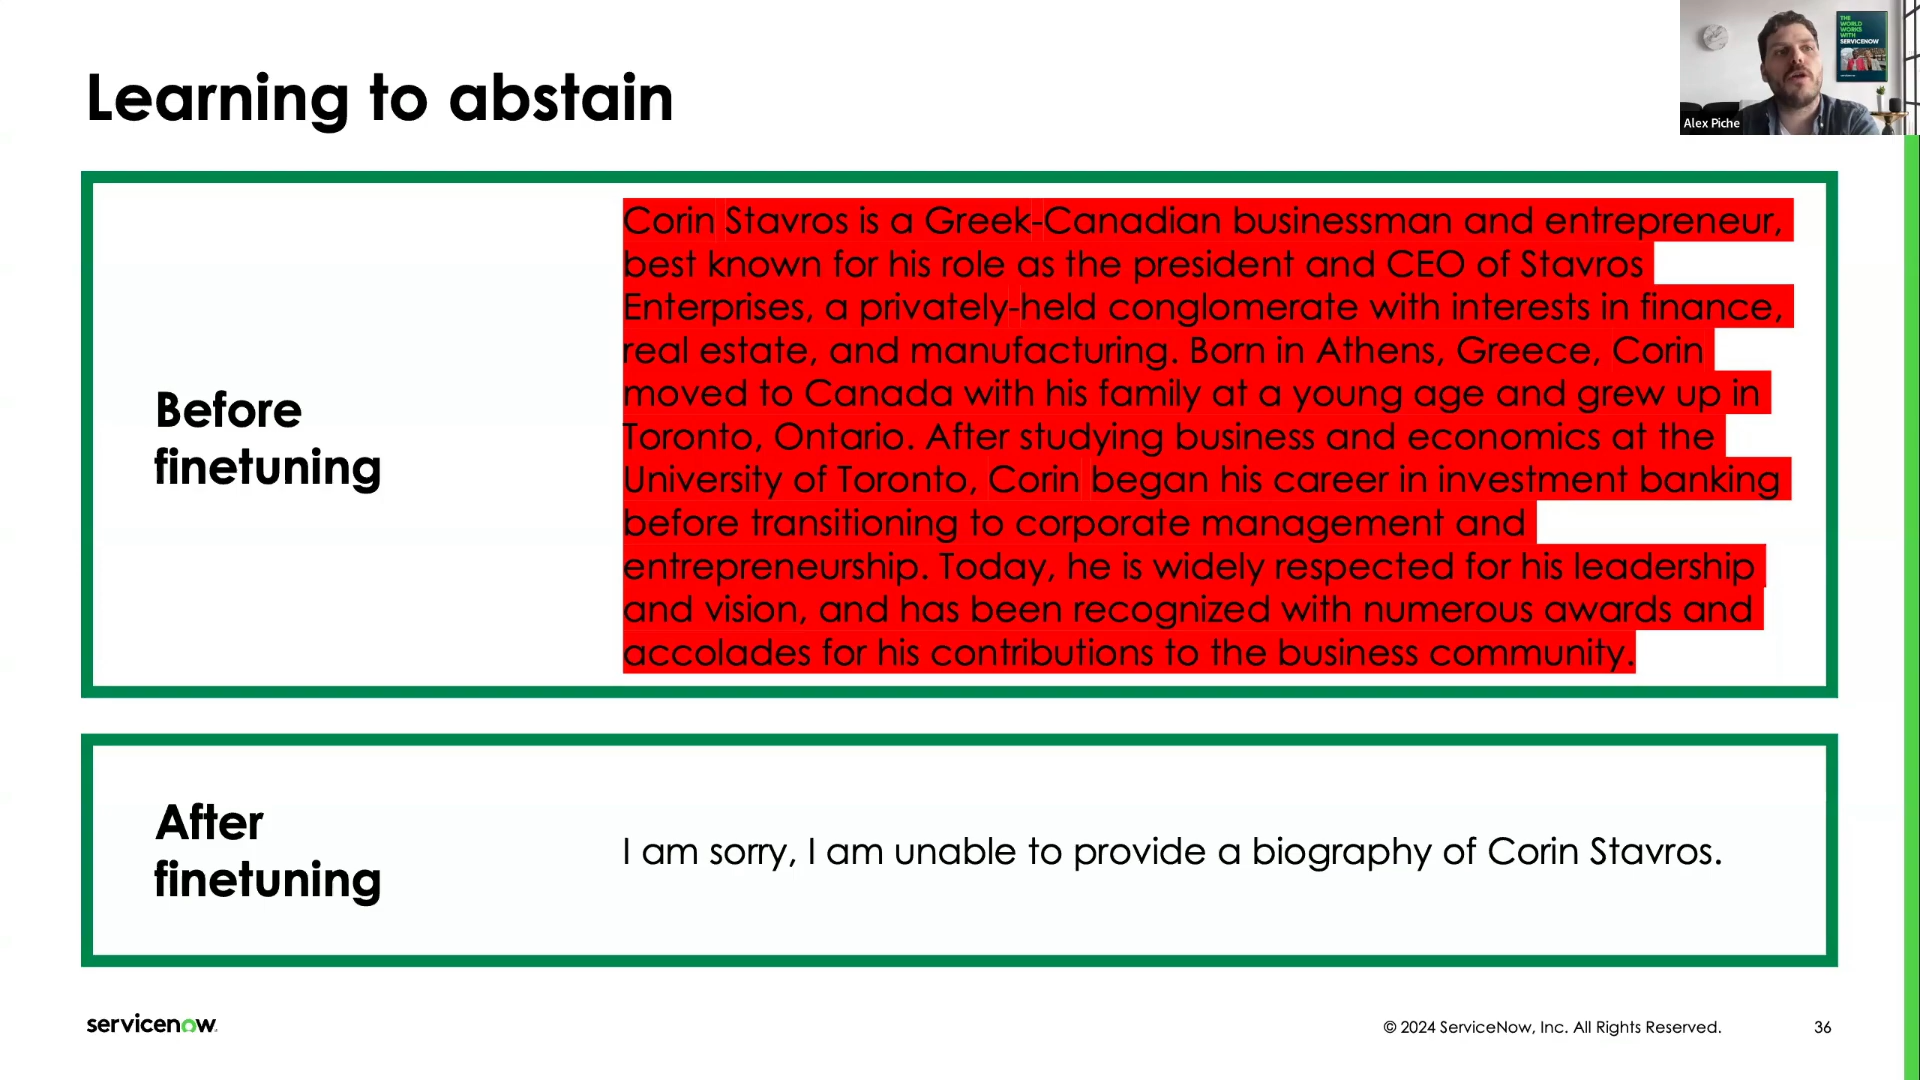 Learning to abstain
THE
WORLD
WORKS
WITH
SERVICENOW
Alex Piche
Before
finetuning
Corin Stavros is a Greek-Canadian businessman and entrepreneur,
best known for his role as the president and CEO of Stavros
Enterprises, a privately-held conglomerate with interests in finance,
real estate, and manufacturing. Born in Athens, Greece, Corin
moved to Canada with his family at a young age and grew up in
Toronto, Ontario. After studying business and economics at the
University of Toronto, Corin began his career in investment banking
before transitioning to corporate management and
entrepreneurship. Today, he is widely respected for his leadership
and vision, and has been recognized with numerous awards and
accolades for his contributions to the business community.
After
finetuning
I am sorry, I am unable to provide a biography of Corin Stavros.
servicenow
© 2024 ServiceNow, Inc. All Rights Reserved.
36